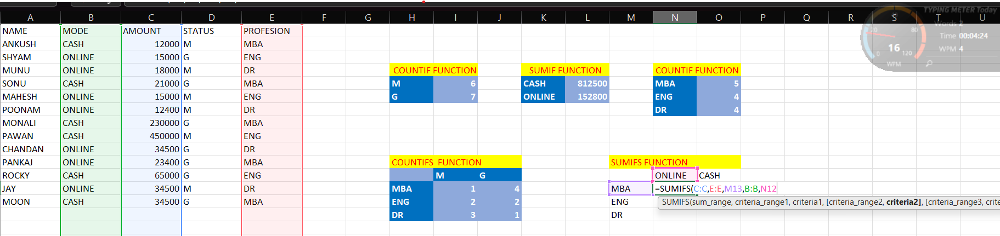 TYPING METER Today
A B C D E F G H I J K L M N O P Q R S T U
Words 2
NAME MODE AMOUNT STATUS PROFESION
20 80
Time 00:04:24
ANKUSH CASH 12000 M MBA
16
WPM 4
SHYAM ONLINE 15000 G ENG
0 120
WPM
MUNU ONLINE 18000 M DR COUNTIF FUNCTION SUMIF FUNCTION COUNTIF FUNCTION
SONU CASH 21000 G MBA M 6 CASH 812500 MBA 5
MAHESH ONLINE 15000 M ENG G 7 ONLINE 152800 ENG 4
POONAM ONLINE 12400 M DR DR 4
MONALI CASH 230000 G MBA
PAWAN CASH 450000 M ENG
CHANDAN ONLINE 34500 G DR
PANKAJ ONLINE 23400 G MBA COUNTIFS FUNCTION SUMIFS FUNCTION
ROCKY CASH 65000 G ENG M G ONLINE CASH
JAY ONLINE 34500 M DR MBA 1 4 MBA =SUMIFS(C:C,E:E,M13,B:B,N12
MOON CASH 34500 G MBA ENG 2 2 ENG SUMIFS(sum_range, criteria_range1, criteria1, [criteria_range2, criteria2], [criteria_range3, crite
DR 3 1 DR